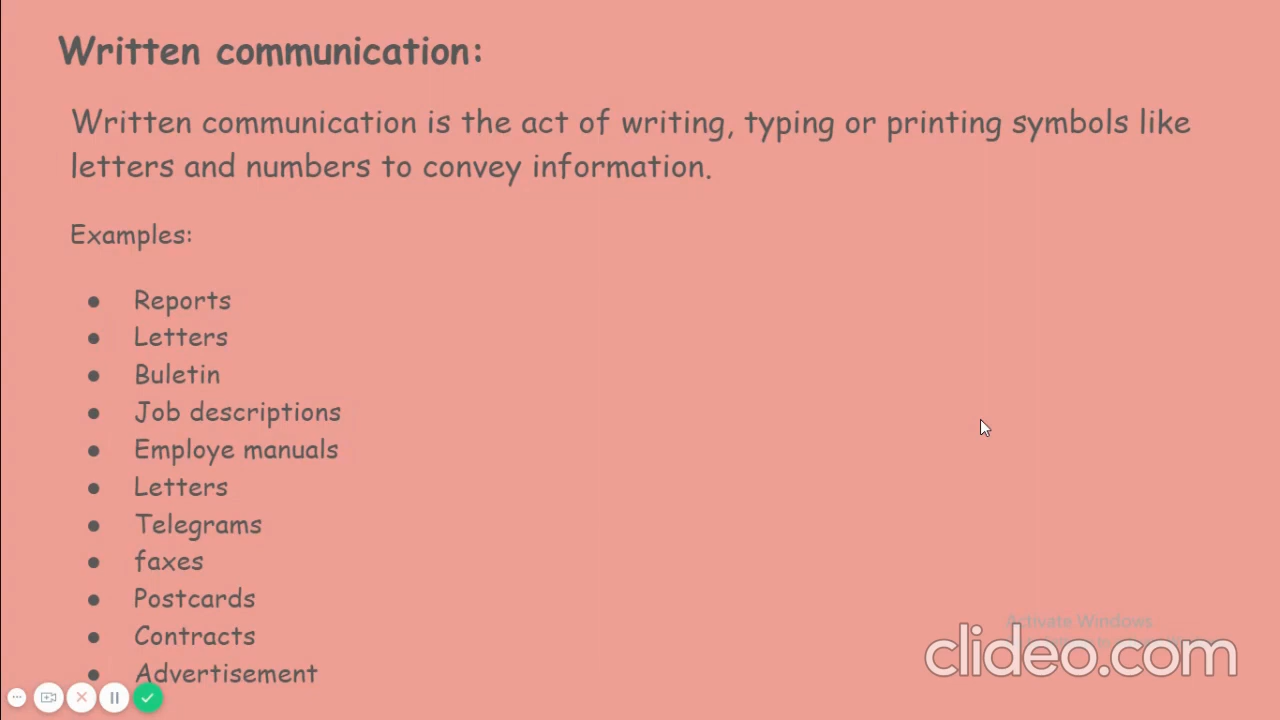 Written communication:
Written communication is the act of writing, typing or printing symbols like
letters and numbers to convey information.
Examples:
● Reports
● Letters
● Buletin
● Job descriptions
● Employe manuals
● Letters
● Telegrams
● faxes
● Postcards
● Contracts
● Advertisement
Activate Windows
clideo.com